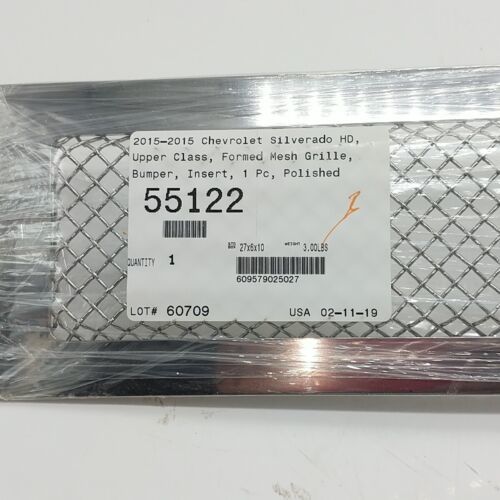 2015-2015 Chevrolet Silverado HD,
Upper Class, Formed Mesh Grille,
Bumper, Insert, 1 Pc, Polished
55122
27x6x10 WEIGHT 3.00LBS
QUANTITY 1
609579025027
LOT# 60709 USA 02-11-19